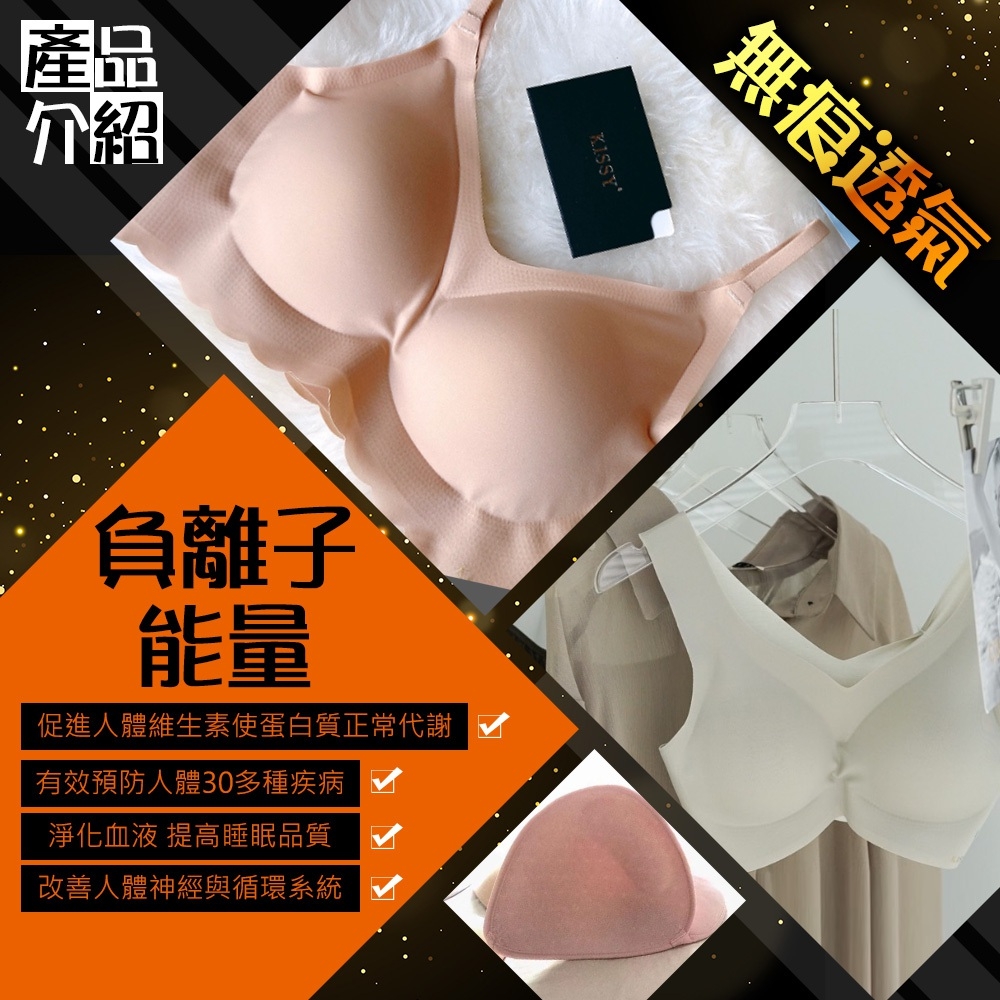 產品
介紹
KISSY
無痕透氣
負離子
能量
促進人體維生素使蛋白質正常代謝
有效預防人體30多種疾病
淨化血液 提高睡眠品質
改善人體神經與循環系統